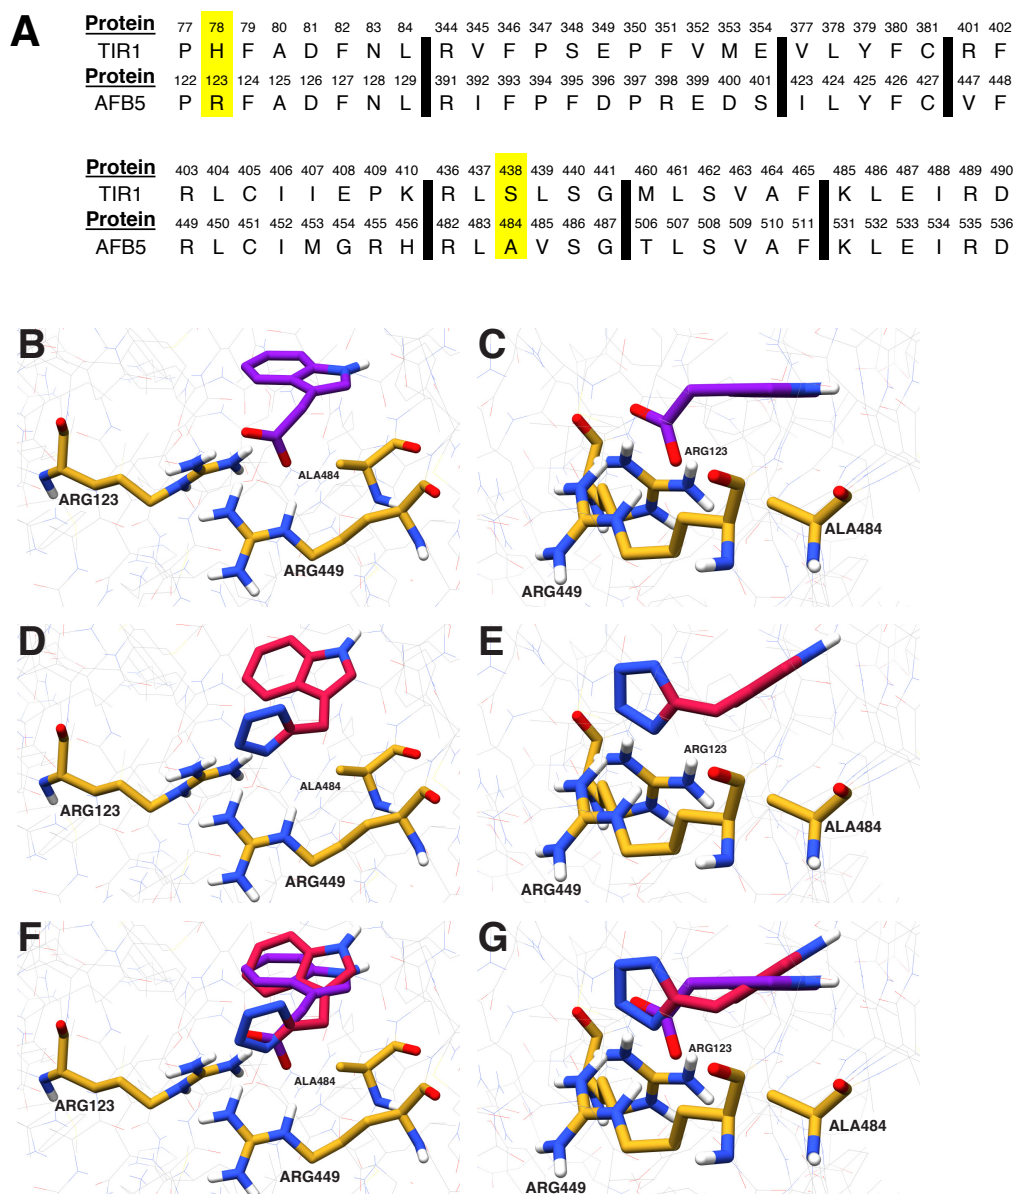 A
Protein 77 78 79 80 81 82 83 84 344 345 346 347 348 349 350 351 352 353 354 377 378 379 380 381 401 402
TIR1 P H F A D F N L R V F P S E P F V M E V L Y F C R F
Protein 122 123 124 125 126 127 128 129 391 392 393 394 395 396 397 398 399 400 401 423 424 425 426 427 447 448
AFB5 P R F A D F N L R I F P F D P R E D S I L Y F C V F
Protein 403 404 405 406 407 408 409 410 436 437 438 439 440 441 460 461 462 463 464 465 485 486 487 488 489 490
TIR1 R L C I I E P K R L S L S G M L S V A F K L E I R D
Protein 449 450 451 452 453 454 455 456 482 483 484 485 486 487 506 507 508 509 510 511 531 532 533 534 535 536
AFB5 R L C I M G R H R L A V S G T L S V A F K L E I R D
B
ARG123
ALA484
ARG449
C
ARG123
ALA484
ARG449
D
ARG123
ALA484
ARG449
E
ARG123
ALA484
ARG449
F
ARG123
ALA484
ARG449
G
ARG123
ALA484
ARG449